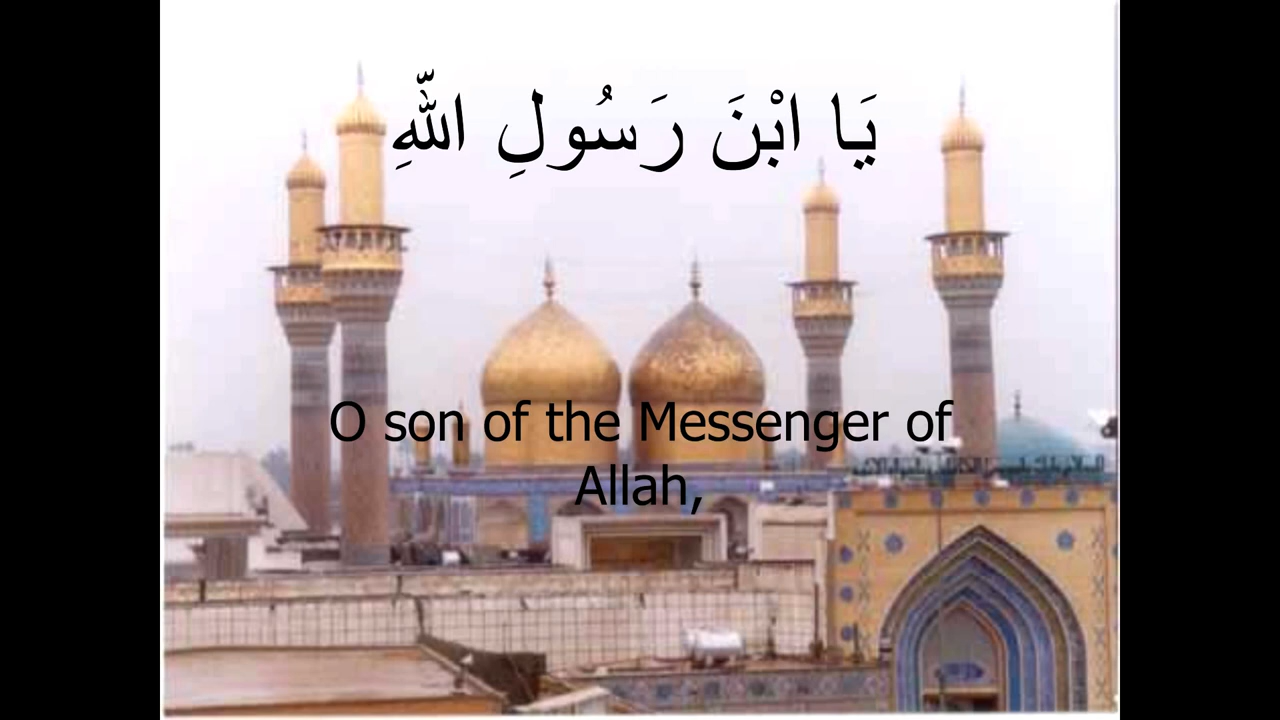 يَا ابْنَ رَسُولِ اللّهِ
O son of the Messenger of
Allah,